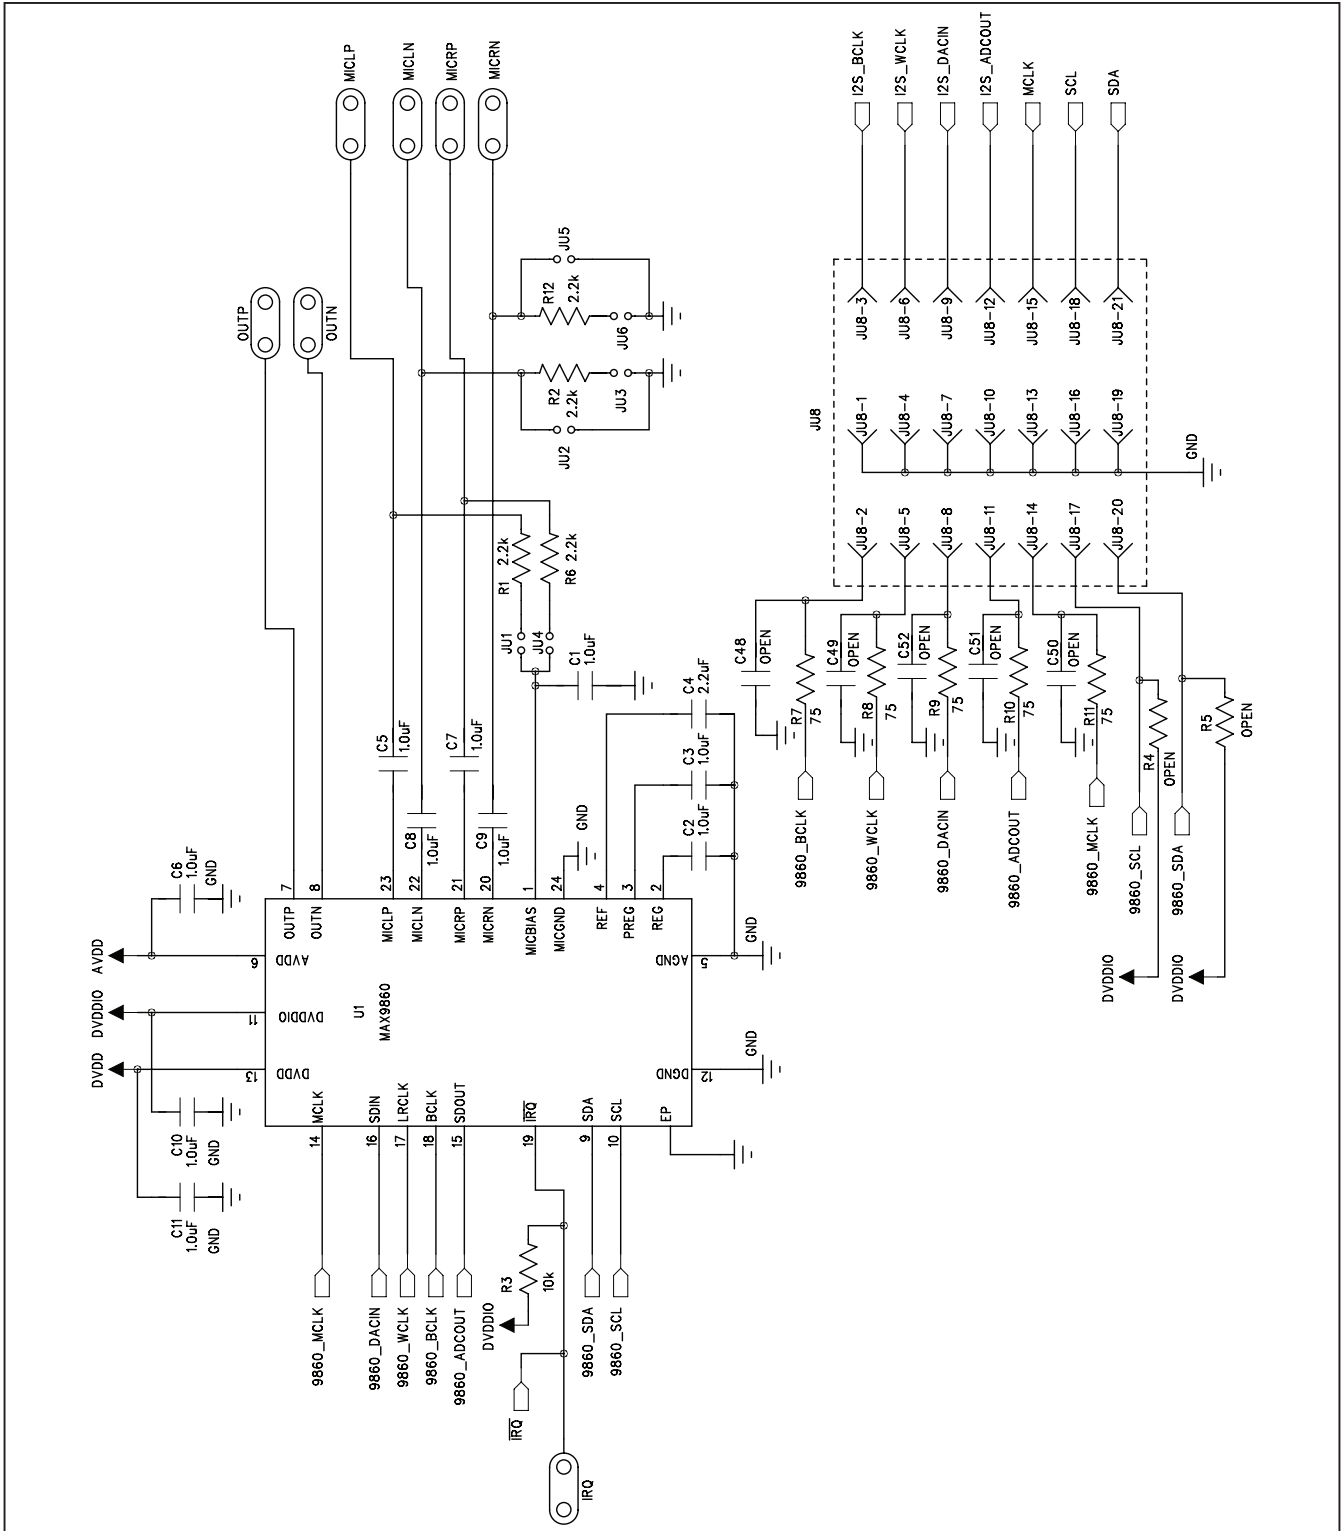 MICLP
MICLN
MICRP
MICRN
OUTP
OUTN
JU5
R12
2.2k
JU6
R2
2.2k
JU3
JU2
R1
2.2k
R6 2.2k
JU1
JU4
C1
1.0uF
C5
1.0uF
C7
1.0uF
C8
1.0uF
C9
1.0uF
C4
2.2uF
C3
1.0uF
C2
1.0uF
GND
C6
1.0uF
GND
AVDD
DVDDIO
DVDD
C10
1.0uF
GND
C11
1.0uF
GND
U1
MAX9860
7
OUTP
8
OUTN
23
MICLP
22
MICLN
21
MICRP
20
MICRN
1
MICBIAS
24
MICGND
4
REF
3
PREG
2
REG
6
AVDD
11
DVDDIO
13
DVDD
5
AGND
GND
12
DGND
GND
MCLK
14
SDIN
16
LRCLK
17
BCLK
18
SDOUT
15
IRQ
19
SDA
9
SCL
10
EP
9860_MCLK
9860_DACIN
9860_WCLK
9860_BCLK
9860_ADCOUT
R3
10k
DVDDIO
9860_SDA
9860_SCL
IRQ
IRQ
I2S_BCLK
I2S_WCLK
I2S_DACIN
I2S_ADCOUT
MCLK
SCL
SDA
JU8
JU8-3
JU8-6
JU8-9
JU8-12
JU8-15
JU8-18
JU8-21
JU8-1
JU8-4
JU8-7
JU8-10
JU8-13
JU8-16
JU8-19
GND
JU8-2
JU8-5
JU8-8
JU8-11
JU8-14
JU8-17
JU8-20
C48
OPEN
C49
OPEN
C52
OPEN
C51
OPEN
C50
OPEN
R7
75
R8
75
R9
75
R10
75
R11
75
R4
OPEN
R5
OPEN
9860_BCLK
9860_WCLK
9860_DACIN
9860_ADCOUT
9860_MCLK
9860_SCL
9860_SDA
DVDDIO
DVDDIO